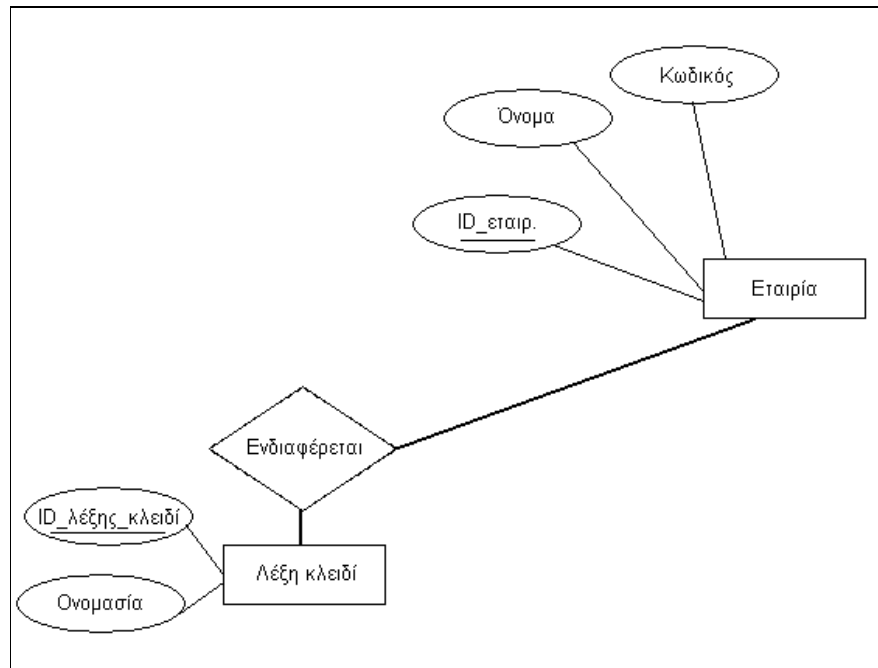 Κωδικός
Όνομα
ID_εταιρ.
Εταιρία
Ενδιαφέρεται
ID_λέξης_κλειδί
Λέξη κλειδί
Ονομασία